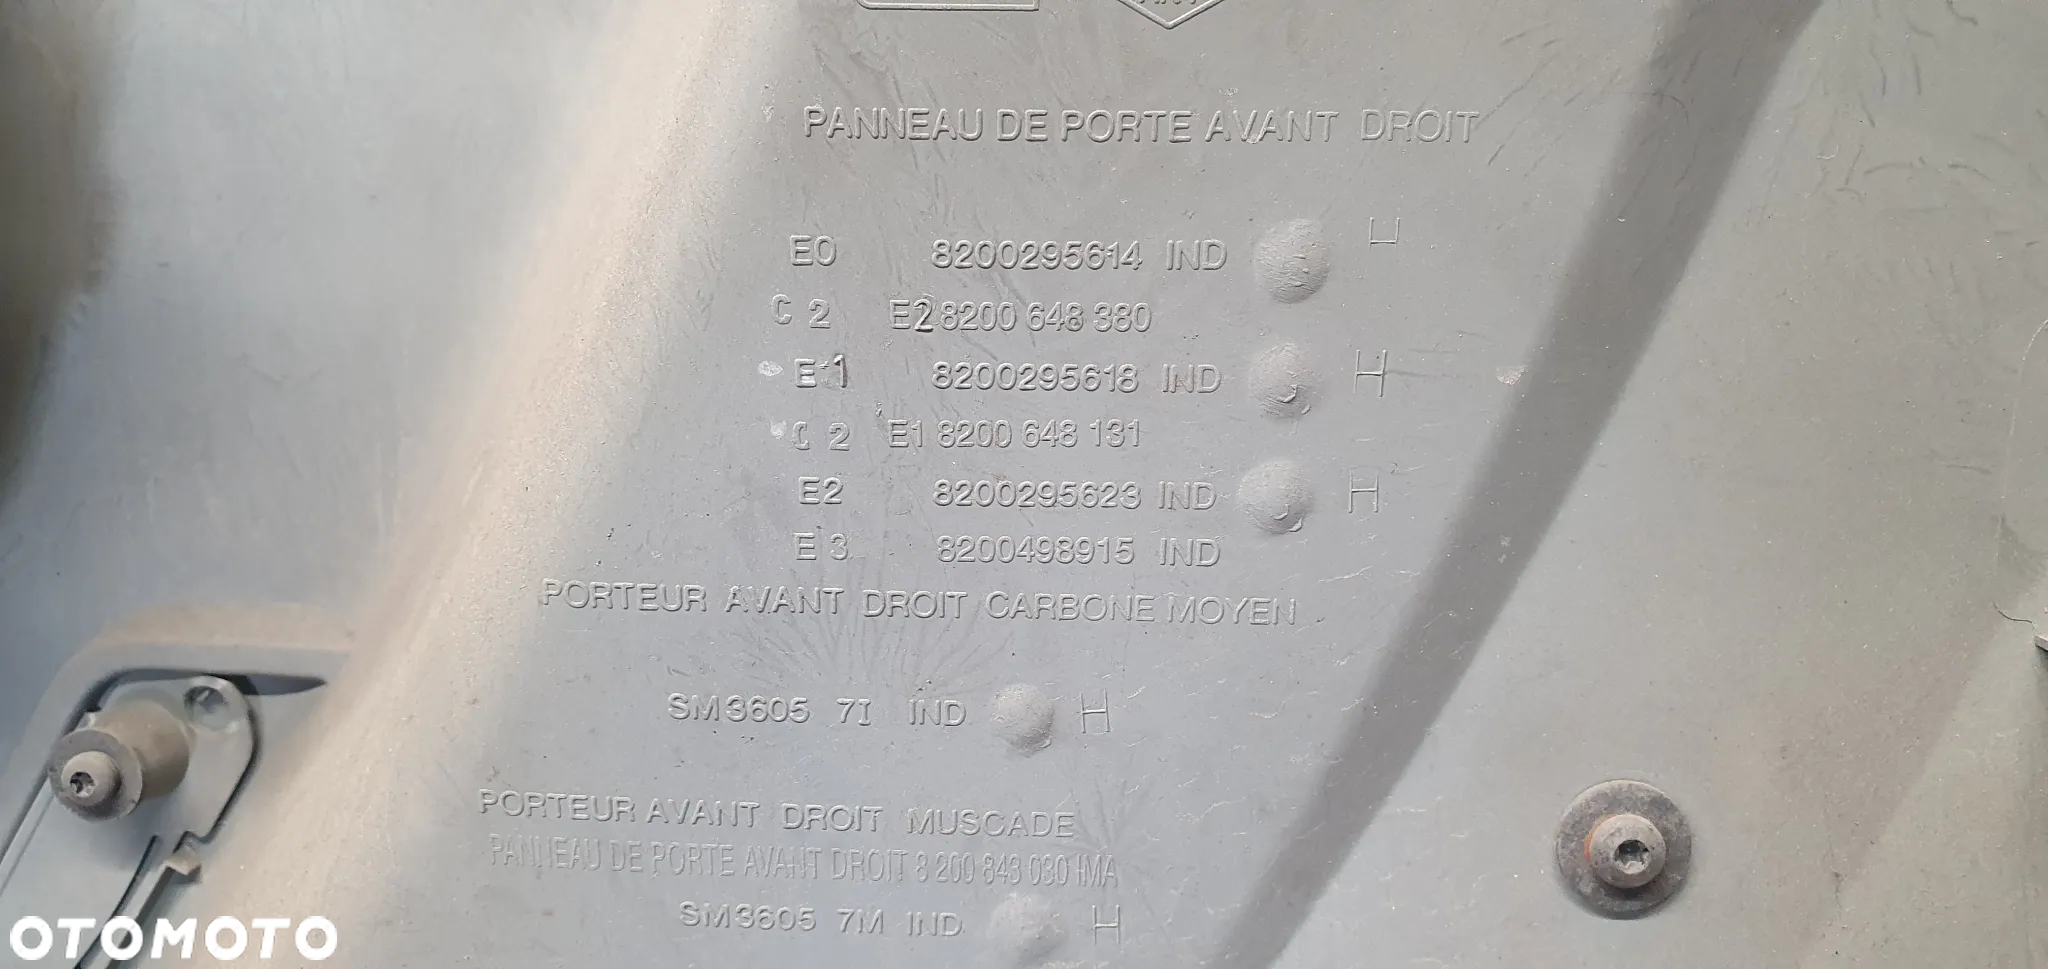 PANNEAU DE PORTE AVANT DROIT
E0 8200295614 IND H
C 2 E2 8200 648 380
E1 8200295618 IND H
C 2 E1 8200 648 131
E2 8200295623 IND H
E3 8200498915 IND
PORTEUR AVANT DROIT CARBONE MOYEN
SM3605 7I IND H
PORTEUR AVANT DROIT MUSCADE
PANNEAU DE PORTE AVANT DROIT 8 200 843 030 IMA
SM3605 7M IND H
OTOMOTO